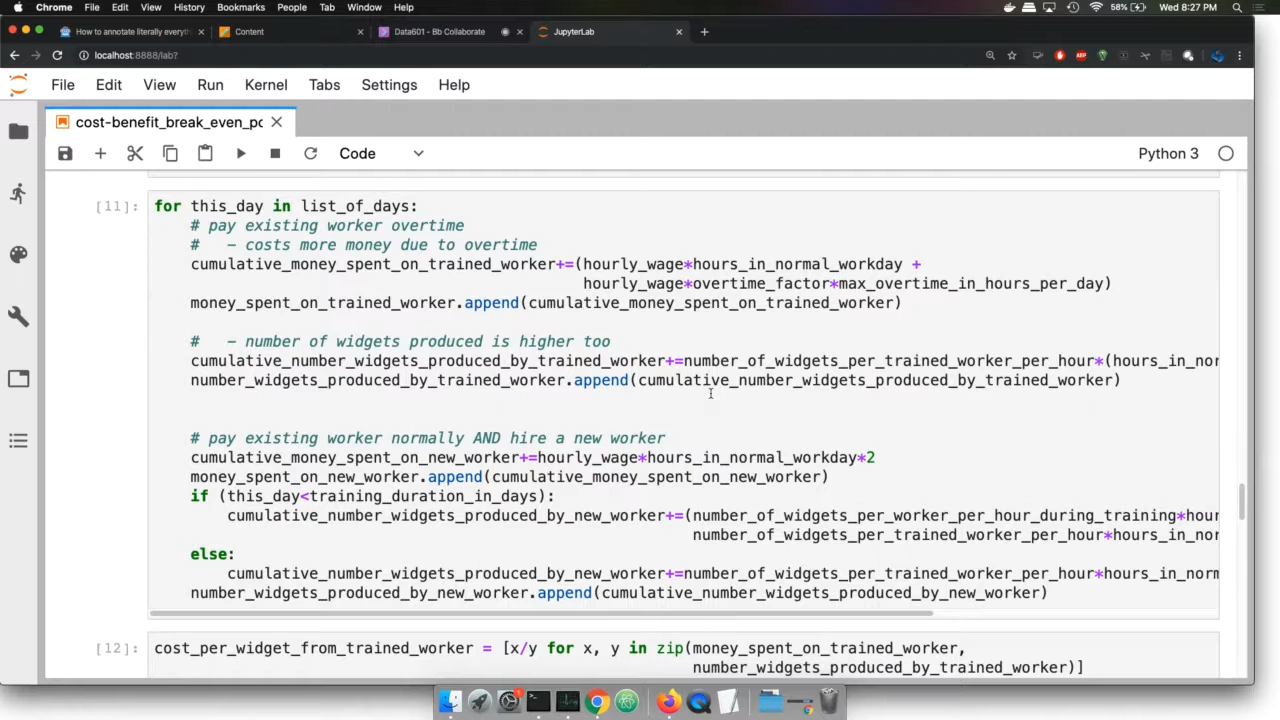 Chrome File Edit View History Bookmarks People Tab Window Help 58% Wed 8:27 PM
How to annotate literally everyth Content Data601 - Bb Collaborate JupyterLab
localhost:8888/lab?
File Edit View Run Kernel Tabs Settings Help
cost-benefit_break_even_po
Code Python 3
[11]: for this_day in list_of_days:
# pay existing worker overtime
#   - costs more money due to overtime
cumulative_money_spent_on_trained_worker+=(hourly_wage*hours_in_normal_workday +
hourly_wage*overtime_factor*max_overtime_in_hours_per_day)
money_spent_on_trained_worker.append(cumulative_money_spent_on_trained_worker)
#   - number of widgets produced is higher too
cumulative_number_widgets_produced_by_trained_worker+=number_of_widgets_per_trained_worker_per_hour*(hours_in_nor
number_widgets_produced_by_trained_worker.append(cumulative_number_widgets_produced_by_trained_worker)
# pay existing worker normally AND hire a new worker
cumulative_money_spent_on_new_worker+=hourly_wage*hours_in_normal_workday*2
money_spent_on_new_worker.append(cumulative_money_spent_on_new_worker)
if (this_day<training_duration_in_days):
cumulative_number_widgets_produced_by_new_worker+=(number_of_widgets_per_worker_per_hour_during_training*hour
number_of_widgets_per_trained_worker_per_hour*hours_in_nor
else:
cumulative_number_widgets_produced_by_new_worker+=number_of_widgets_per_trained_worker_per_hour*hours_in_norm
number_widgets_produced_by_new_worker.append(cumulative_number_widgets_produced_by_new_worker)
[12]: cost_per_widget_from_trained_worker = [x/y for x, y in zip(money_spent_on_trained_worker,
number_widgets_produced_by_trained_worker)]